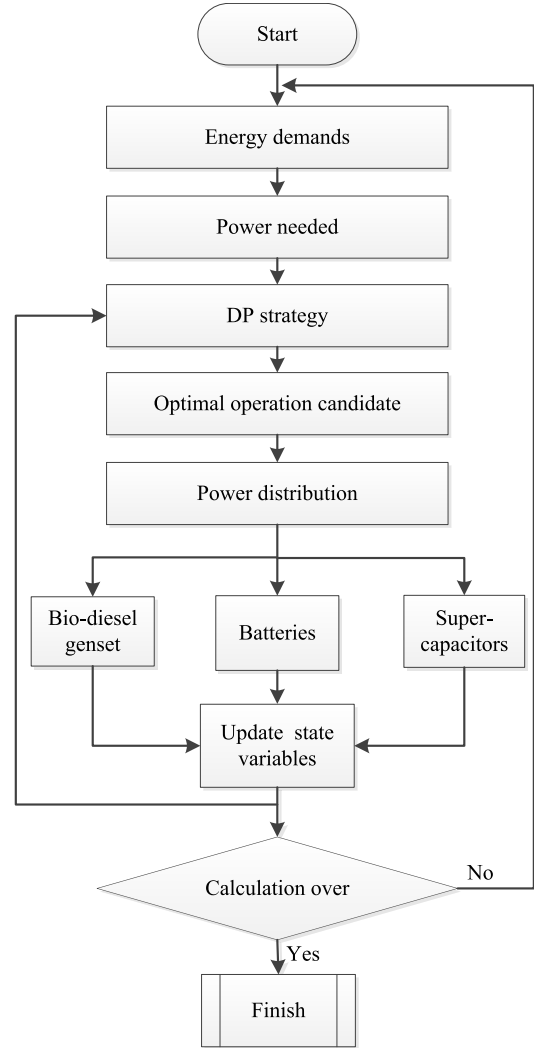 Start
Energy demands
Power needed
DP strategy
Optimal operation candidate
Power distribution
Bio-diesel
genset
Batteries
Super-
capacitors
Update state
variables
Calculation over
No
Yes
Finish